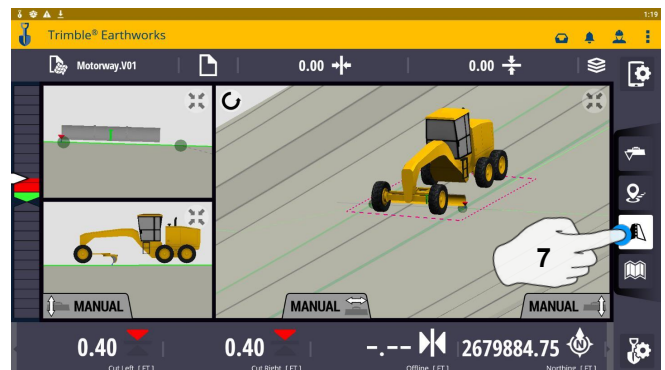 1:19
Trimble® Earthworks
Motorway.V01
0.00
0.00
7
MANUAL
MANUAL
MANUAL
0.40
0.40
-.--
2679884.75
Cut Left [FT]
Cut Right [FT]
Offline [FT]
Northing [FT]